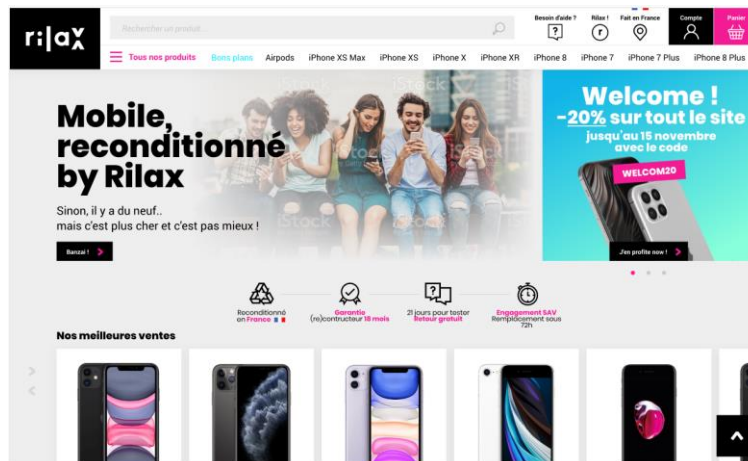 rilax
Rechercher un produit...
Besoin d'aide ?
Rilax !
Fait en France
Compte
Panier
Tous nos produits
Bons plans
Airpods
iPhone XS Max
iPhone XS
iPhone X
iPhone XR
iPhone 8
iPhone 7
iPhone 7 Plus
iPhone 8 Plus
Mobile,
reconditionné
by Rilax
Sinon, il y a du neuf..
mais c'est plus cher et c'est pas mieux !
Banzai !
iStock
iStock
iStock
Welcome !
-20% sur tout le site
jusqu'au 15 novembre
avec le code
WELCOM20
J'en profite now !
Reconditionné
en France
Garantie
(re)contructeur 18 mois
21 jours pour tester
Retour gratuit
Engagement SAV
Remplacement sous
72h
Nos meilleures ventes